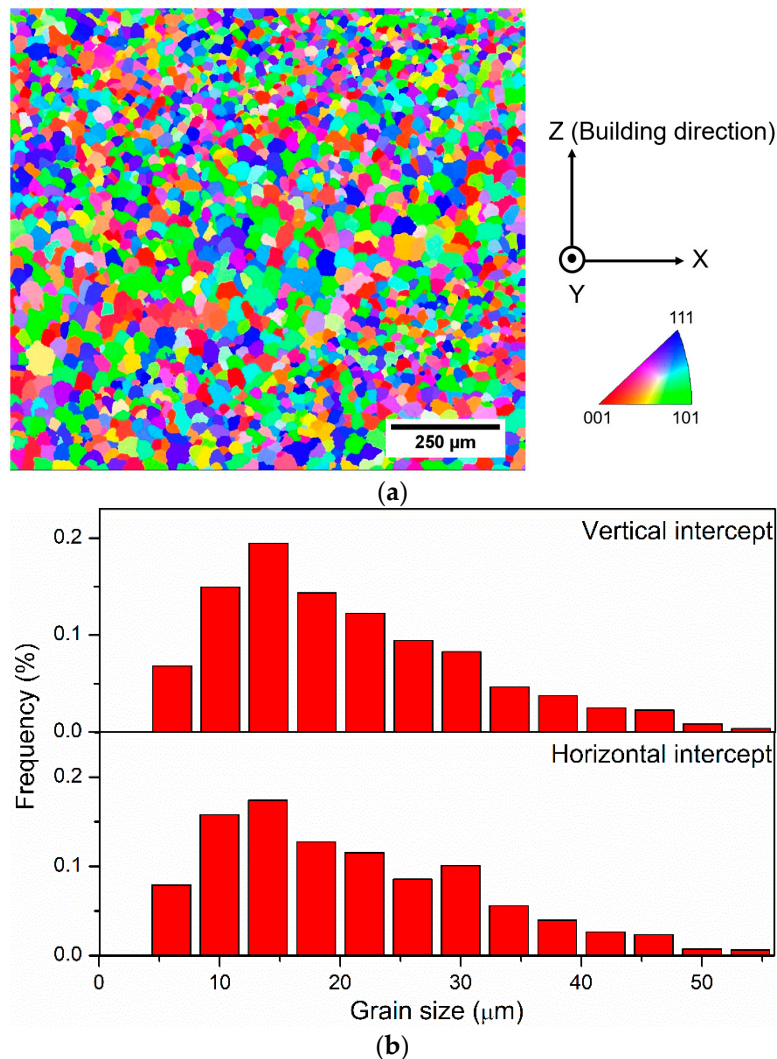 Z (Building direction)
X
Y
111
001
101
250 µm
(a)
Vertical intercept
0.2
0.1
0.0
Frequency (%)
Horizontal intercept
0.2
0.1
0.0
0
10
20
30
40
50
Grain size (µm)
(b)